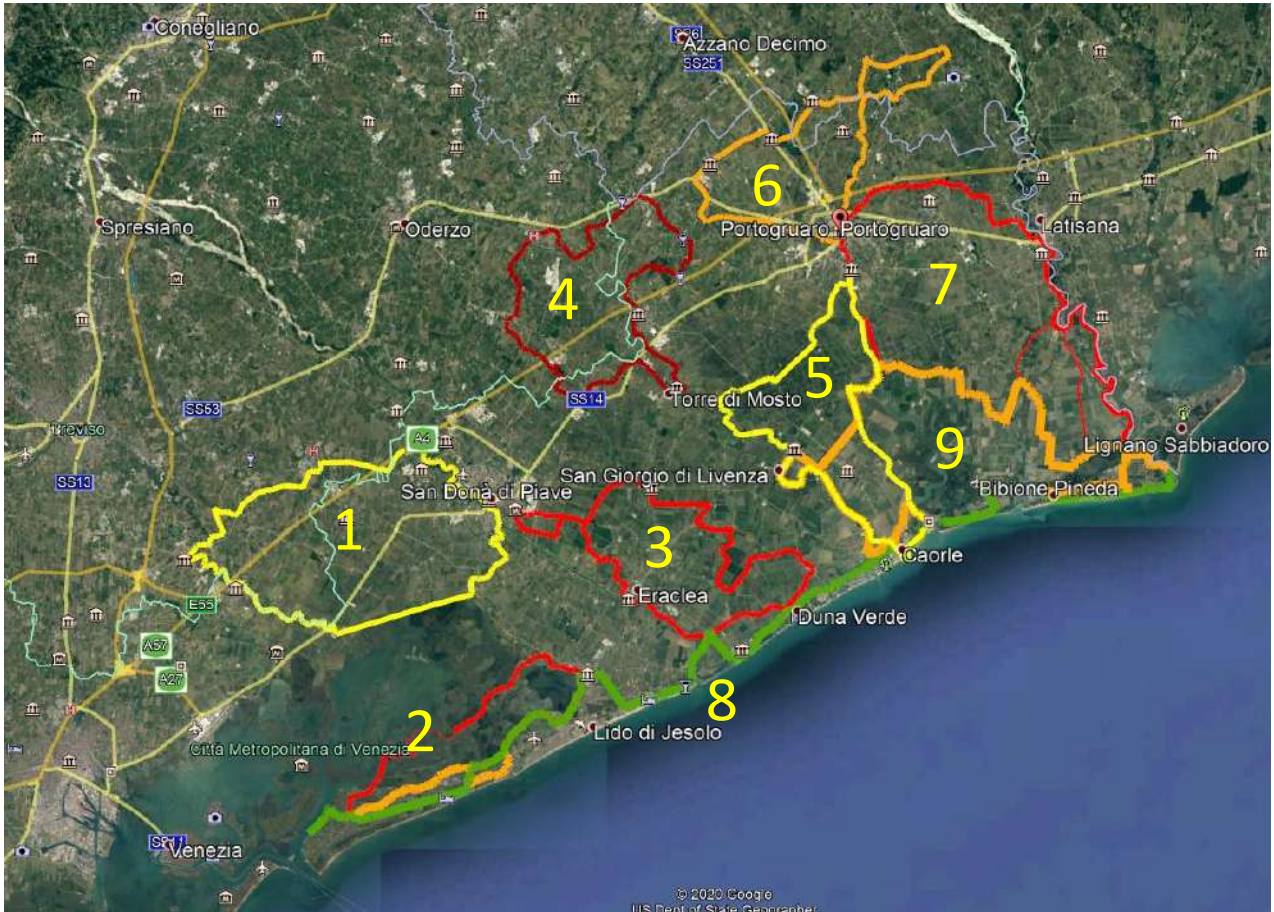 Conegliano
SS6
Azzano Decimo
SS251
6
Spresiano
Oderzo
Portogruaro
Portogruaro
Latisana
4
7
5
Torre di Mosto
SS14
SS53
Treviso
A4
9
Lignano Sabbiadoro
San Giorgio di Livenza
SS13
San Donà di Piave
Bibione Pineda
1
3
Caorle
Eraclea
E55
Duna Verde
A57
A27
8
2
Lido di Jesolo
Città Metropolitana di Venezia
Venezia
© 2020 Google
US Dept of State Geographer